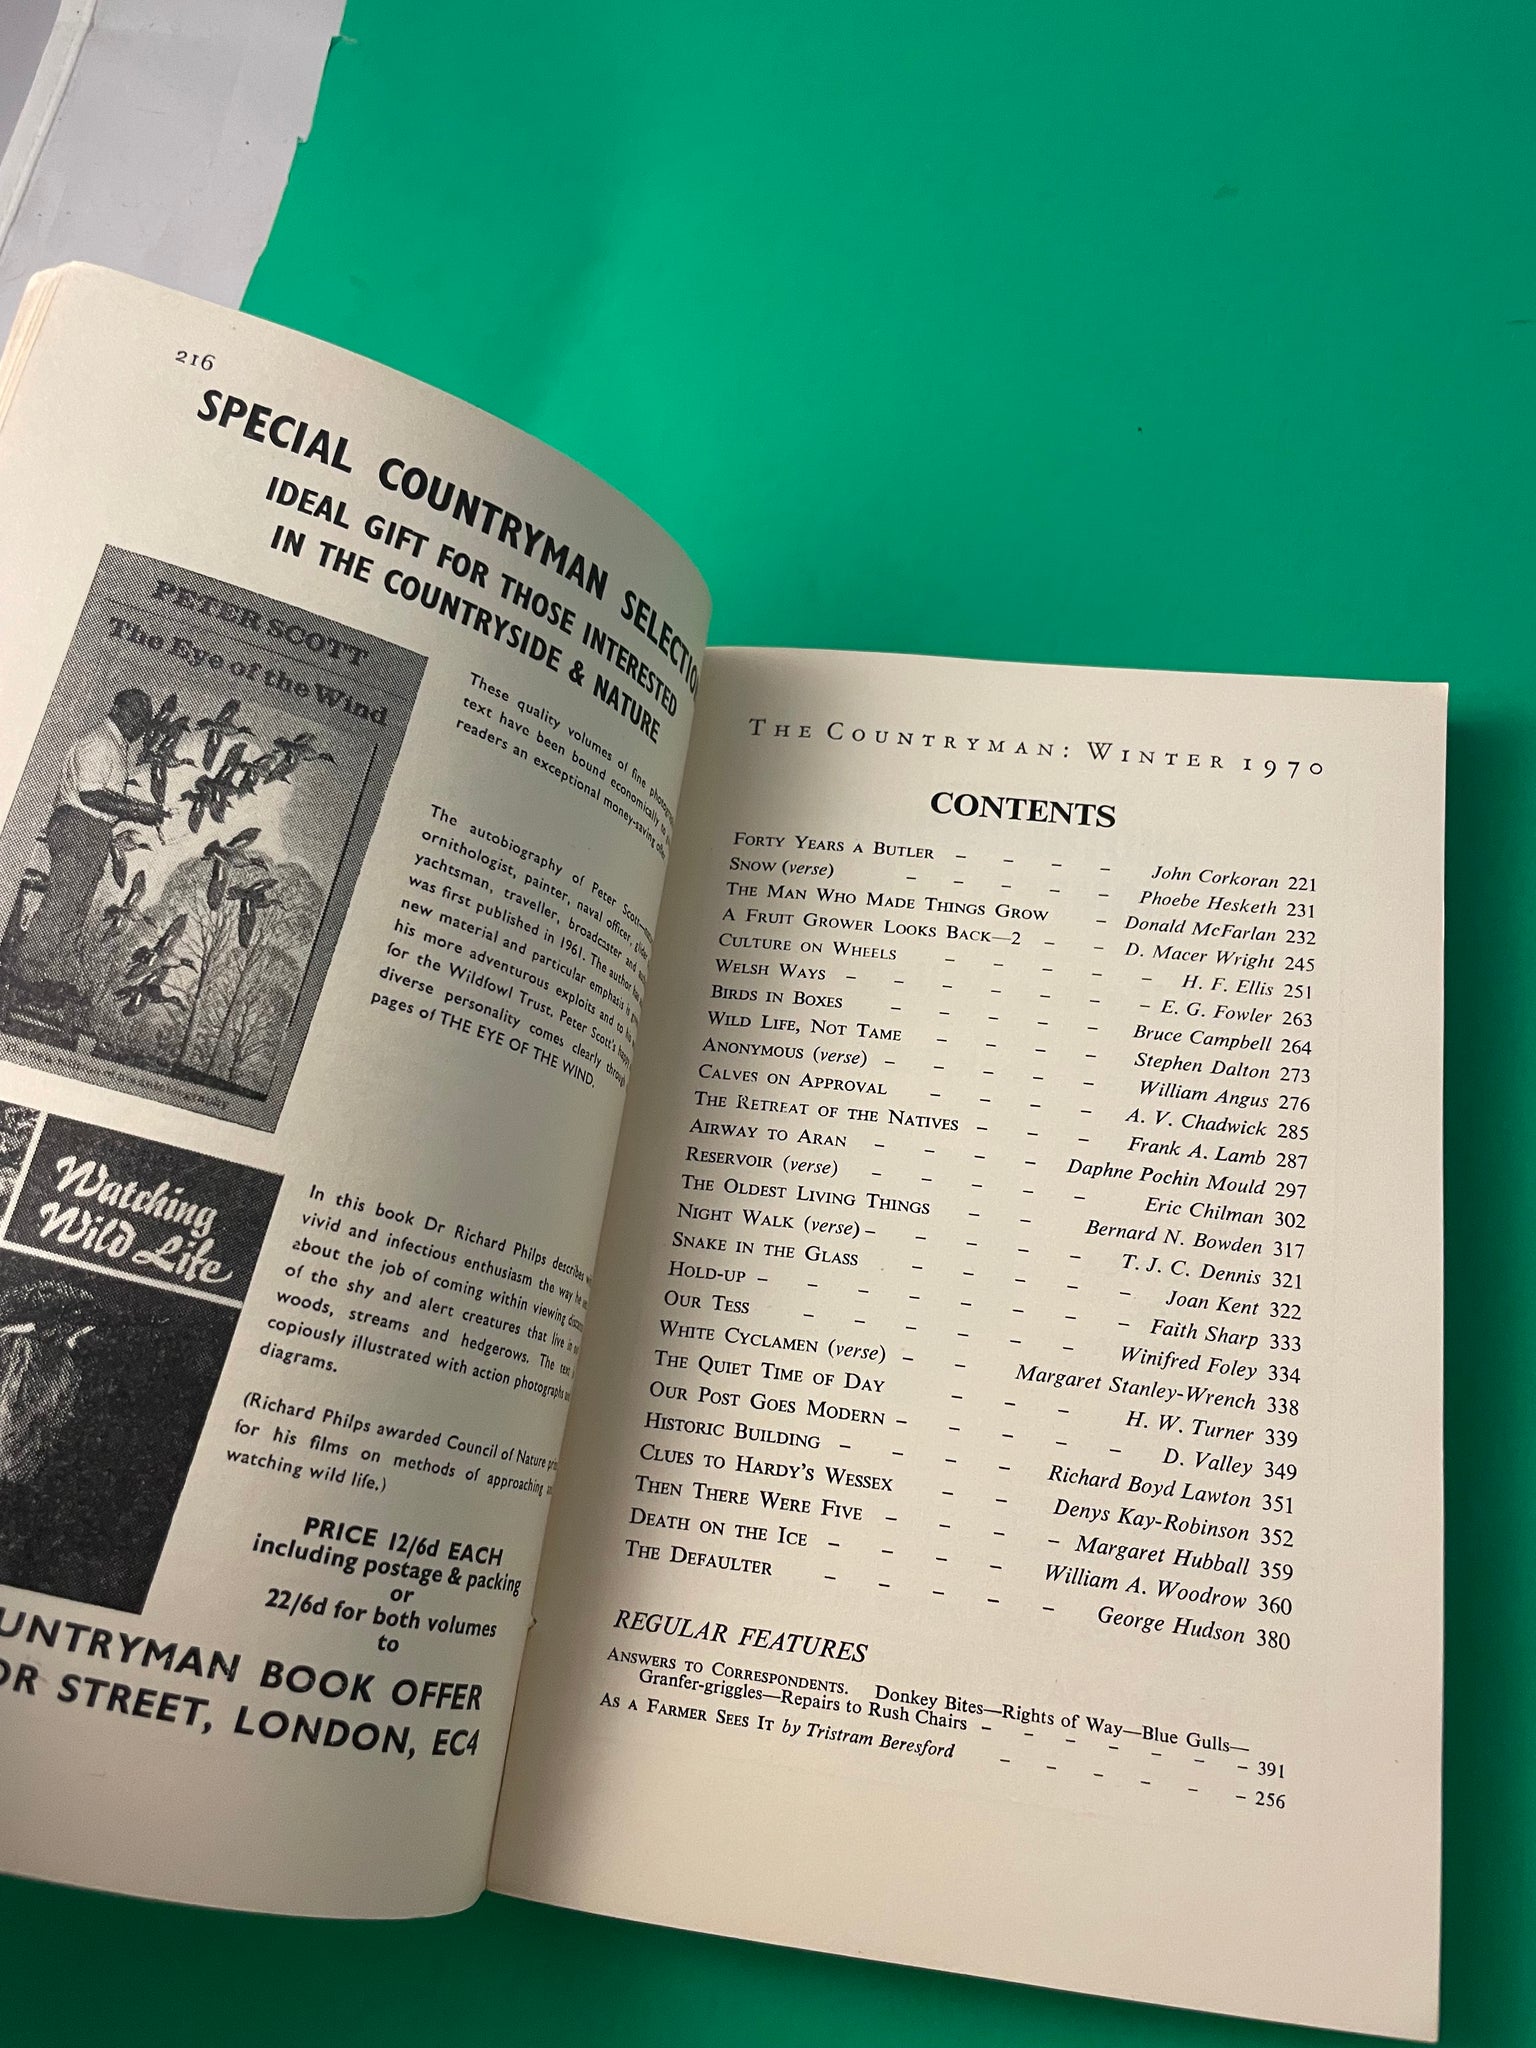 216
SPECIAL COUNTRYMAN SELECTIO
IDEAL GIFT FOR THOSE INTERESTED
IN THE COUNTRYSIDE & NATURE
PETER SCOTT
The Eye of the Wind
These quality volumes of fine
text have been bound economically to
readers an exceptional money-saving
The autobiography of Peter
ornithologist, painter, naval officer,
yachtsman, traveller, broadcaster and
was first published in 1961. The author
new material and particular emphasis is
his more adventurous exploits and to
for the Wildfowl Trust. Peter Scott's
diverse personality comes clearly
pages of THE EYE OF THE WIND.
Watching
Wild Life
In this book Dr Richard Philps describes
vivid and infectious enthusiasm the way he
about the job of coming within viewing
of the shy and alert creatures that live in
woods, streams and hedgerows. The text
copiously illustrated with action photographs
diagrams.
(Richard Philps awarded Council of Nature
for his films on methods of approaching
watching wild life.)
PRICE 12/6d EACH
including postage & packing
or
22/6d for both volumes
to
UNTRYMAN BOOK OFFER
STREET, LONDON, EC4
THE COUNTRYMAN: WINTER 1970
CONTENTS
FORTY YEARS A BUTLER – – – – John Corkoran 221
SNOW (verse) – – – – – Phoebe Hesketh 231
THE MAN WHO MADE THINGS GROW – Donald McFarlan 232
A FRUIT GROWER LOOKS BACK—2 – – D. Macer Wright 245
CULTURE ON WHEELS – – – – – H. F. Ellis 251
WELSH WAYS – – – – – – – E. G. Fowler 263
BIRDS IN BOXES – – – – – Bruce Campbell 264
WILD LIFE, NOT TAME – – – – Stephen Dalton 273
ANONYMOUS (verse) – – – – – William Angus 276
CALVES ON APPROVAL – – – – A. V. Chadwick 285
THE RETREAT OF THE NATIVES – – – Frank A. Lamb 287
AIRWAY TO ARAN – – – – Daphne Pochin Mould 297
RESERVOIR (verse) – – – – – Eric Chilman 302
THE OLDEST LIVING THINGS – – Bernard N. Bowden 317
NIGHT WALK (verse) – – – – – T. J. C. Dennis 321
SNAKE IN THE GLASS – – – – – Joan Kent 322
HOLD-UP – – – – – – – – Faith Sharp 333
OUR TESS – – – – – – Winifred Foley 334
WHITE CYCLAMEN (verse) – – Margaret Stanley-Wrench 338
THE QUIET TIME OF DAY – – – H. W. Turner 339
OUR POST GOES MODERN – – – – – D. Valley 349
HISTORIC BUILDING – – – – Richard Boyd Lawton 351
CLUES TO HARDY'S WESSEX – – Denys Kay-Robinson 352
THEN THERE WERE FIVE – – – – Margaret Hubball 359
DEATH ON THE ICE – – – – William A. Woodrow 360
THE DEFAULTER – – – – – George Hudson 380
REGULAR FEATURES
ANSWERS TO CORRESPONDENTS. Donkey Bites—Rights of Way—Blue Gulls—
Granfer-griggles—Repairs to Rush Chairs – – – – – – – 391
AS A FARMER SEES IT by Tristram Beresford – – – – – – 256